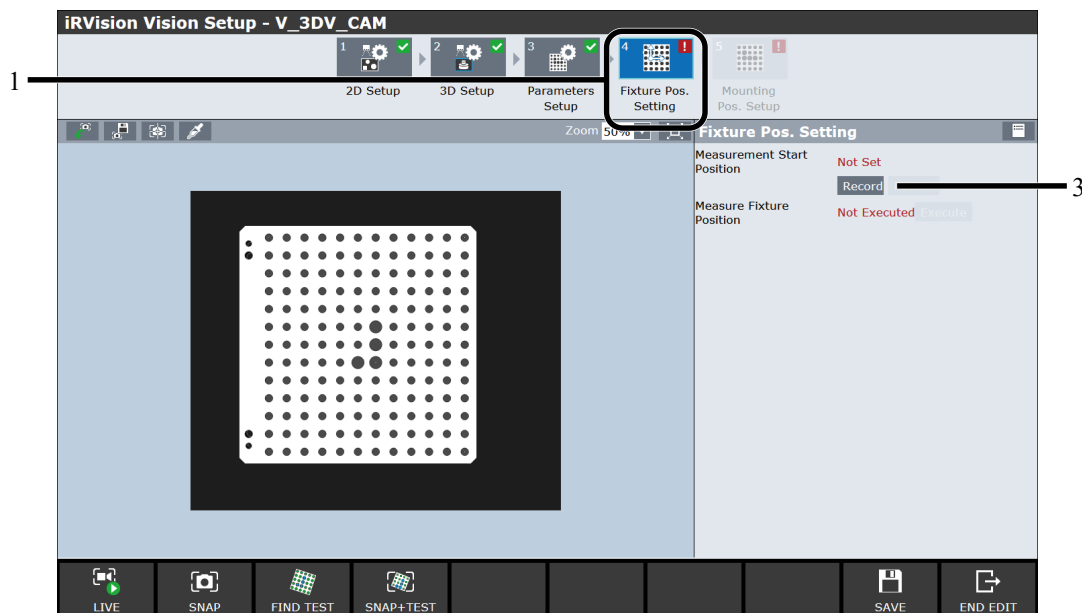 iRVision Vision Setup - V_3DV_CAM
1 2 3 4 ! 5 !
2D Setup 3D Setup Parameters Setup Fixture Pos. Setting Mounting Pos. Setup
1
Zoom 50%
Fixture Pos. Setting
Measurement Start Position
Not Set
Record
3
Measure Fixture Position
Not Executed Execute
LIVE SNAP FIND TEST SNAP+TEST SAVE END EDIT